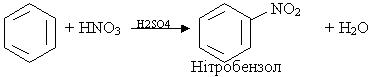 NO₂
+ HNO₃ H2SO4 + H₂O
Нітробензол